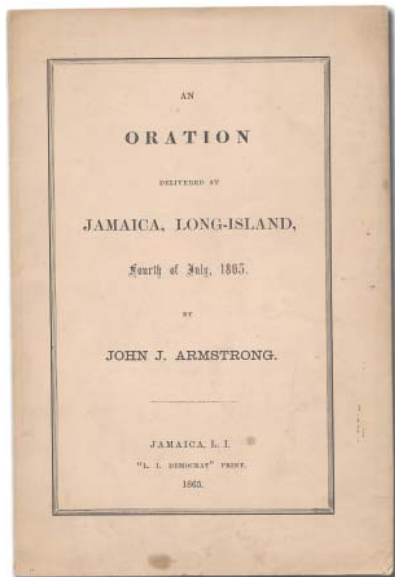 AN
ORATION
DELIVERED AT
JAMAICA, LONG-ISLAND,
Fourth of July, 1865.
BY
JOHN J. ARMSTRONG.
JAMAICA, L. I.
"L. I. DEMOCRAT" PRINT.
1865.